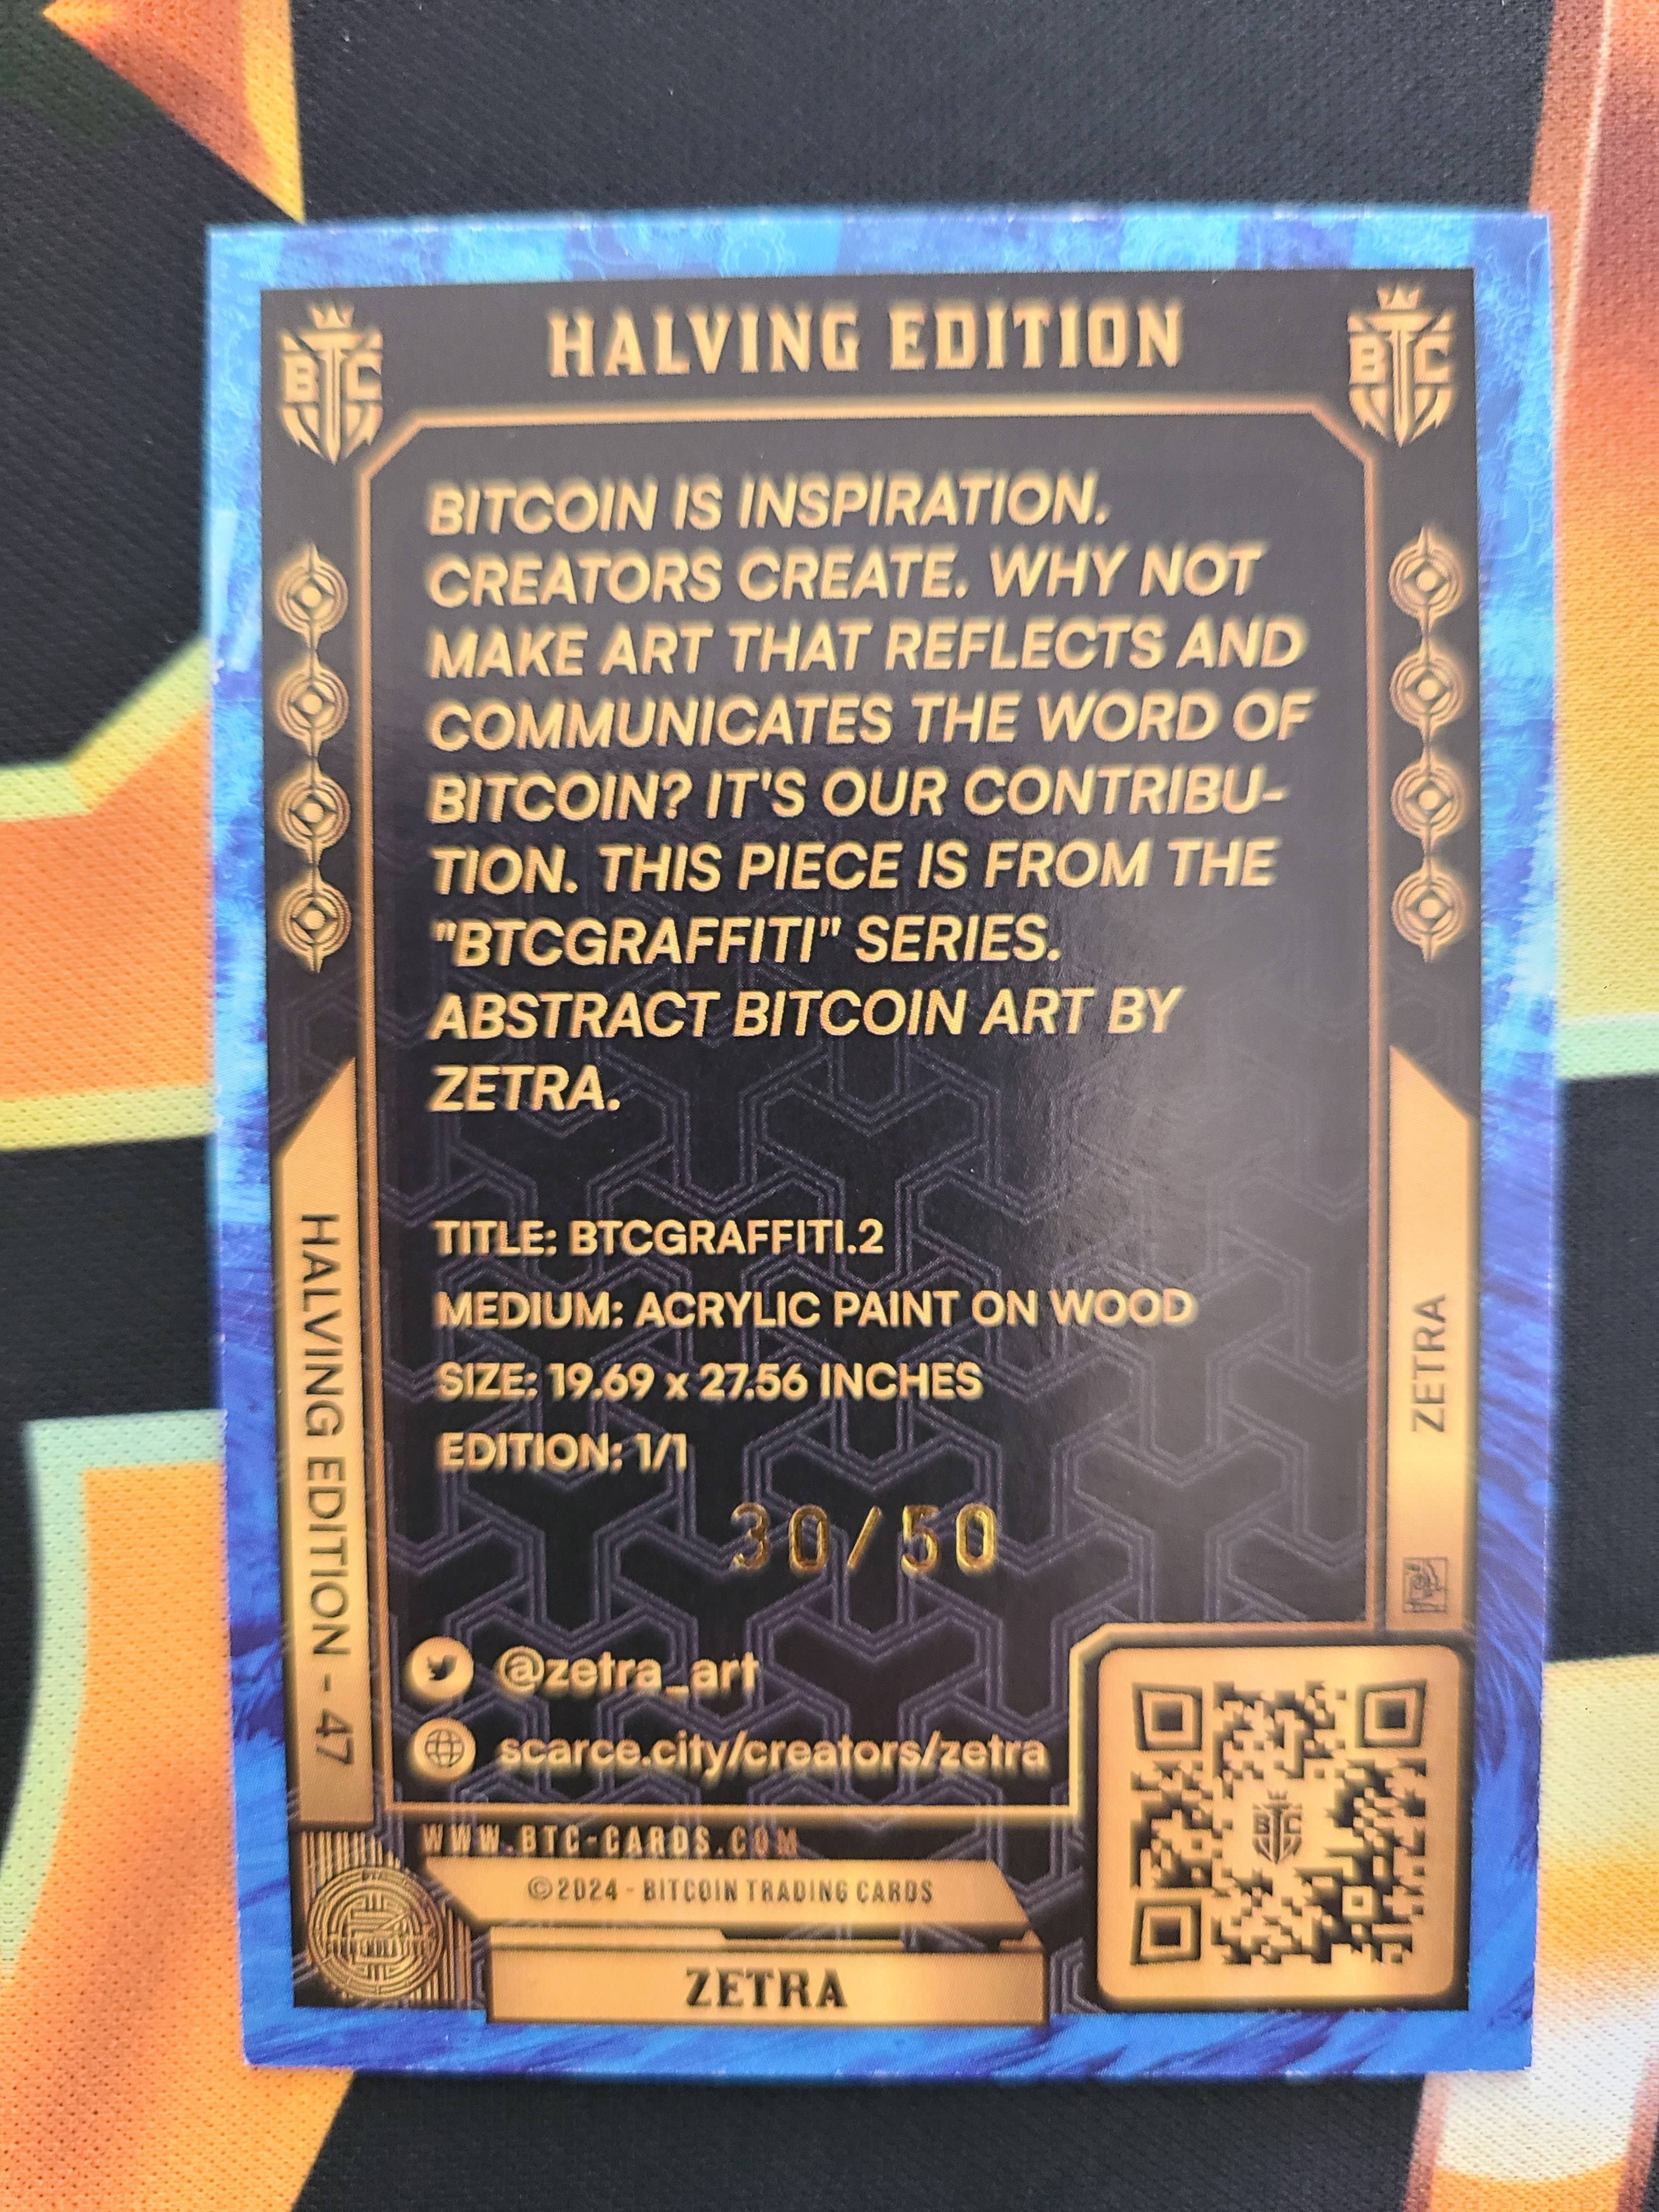 BTC
HALVING EDITION
BTC
BITCOIN IS INSPIRATION.
CREATORS CREATE. WHY NOT
MAKE ART THAT REFLECTS AND
COMMUNICATES THE WORD OF
BITCOIN? IT'S OUR CONTRIBU-
TION. THIS PIECE IS FROM THE
"BTCGRAFFITI" SERIES.
ABSTRACT BITCOIN ART BY
ZETRA.
TITLE: BTCGRAFFITI.2
MEDIUM: ACRYLIC PAINT ON WOOD
SIZE: 19.69 x 27.56 INCHES
EDITION: 1/1
30/50
@zetra_art
scarce.city/creators/zetra
HALVING EDITION - 47
ZETRA
WWW.BTC-CARDS.COM
©2024 - BITCOIN TRADING CARDS
ZETRA
BTC